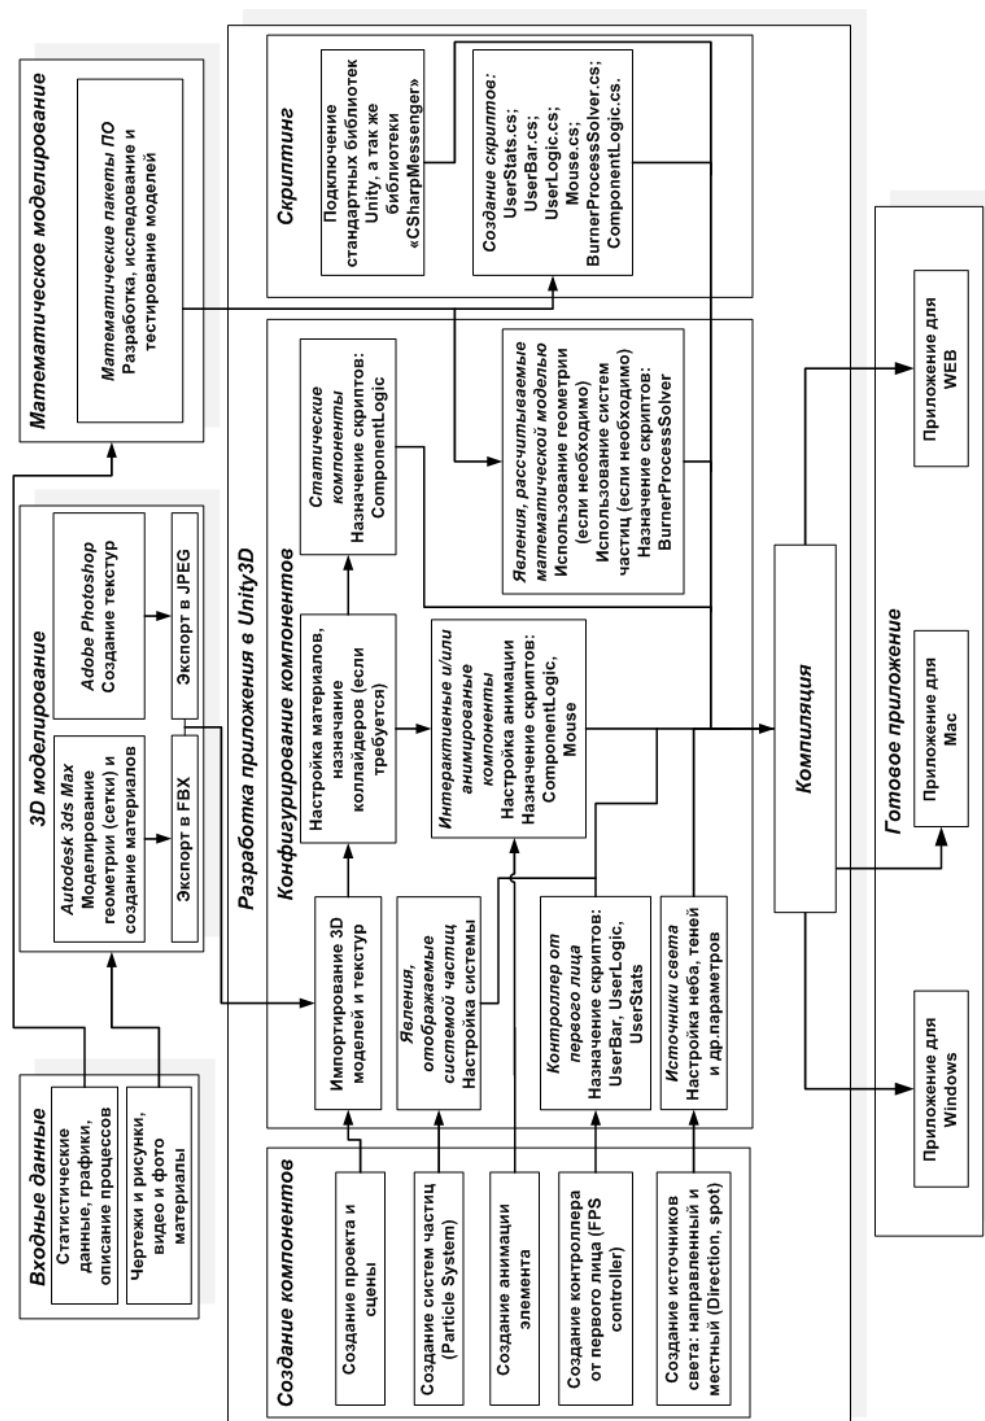 Входные данные
Статистические
данные, графики,
описание процессов
Чертежи и рисунки,
видео и фото
материалы
3D моделирование
Autodesk 3ds Max
Моделирование
геометрии (сетки) и
создание материалов
Экспорт в FBX
Adobe Photoshop
Создание текстур
Экспорт в JPEG
Математическое моделирование
Математические пакеты ПО
Разработка, исследование и
тестирование моделей
Разработка приложения в Unity3D
Создание компонентов
Создание проекта и
сцены
Создание систем частиц
(Particle System)
Создание анимации
элемента
Создание контроллера
от первого лица (FPS
controller)
Создание источников
света: направленный и
местный (Direction, spot)
Конфигурирование компонентов
Импортирование 3D
моделей и текстур
Настройка материалов,
назначание
коллайдеров (если
требуется)
Статические
компоненты
Назначение скриптов:
ComponentLogic
Явления,
отображаемые
системой частиц
Настройка системы
Интерактивные и/или
анимированые
компоненты
Настройка анимации
Назначение скриптов:
ComponentLogic,
Mouse
Явления, рассчитываемые
математической моделью
Использование геометрии
(если необходимо)
Использование систем
частиц (если необходимо)
Назначение скриптов:
BurnerProcessSolver
Контроллер от
первого лица
Назначение скриптов:
UserBar, UserLogic,
UserStats
Источники света
Настройка неба, теней
и др.параметров
Скриптинг
Подключение
стандартных библиотек
Unity, а так же
библиотеки
«CSharpMessenger»
Создание скриптов:
UserStats.cs;
UserBar.cs;
UserLogic.cs;
Mouse.cs;
BurnerProcessSolver.cs;
ComponentLogic.cs.
Компиляция
Готовое приложение
Приложение для
Windows
Приложение для
Mac
Приложение для
WEB